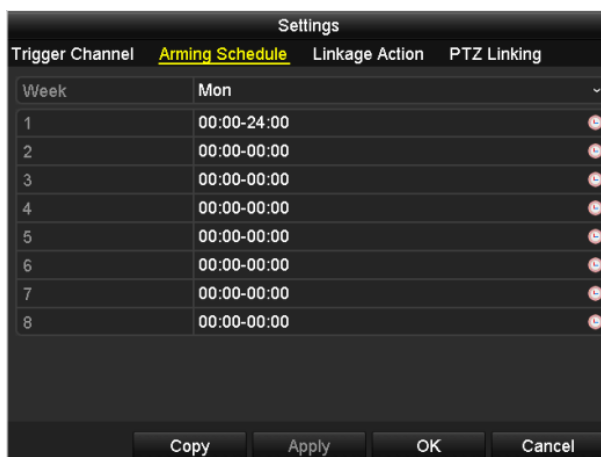 Settings
Trigger Channel Arming Schedule Linkage Action PTZ Linking
Week Mon
1 00:00-24:00
2 00:00-00:00
3 00:00-00:00
4 00:00-00:00
5 00:00-00:00
6 00:00-00:00
7 00:00-00:00
8 00:00-00:00
Copy Apply OK Cancel